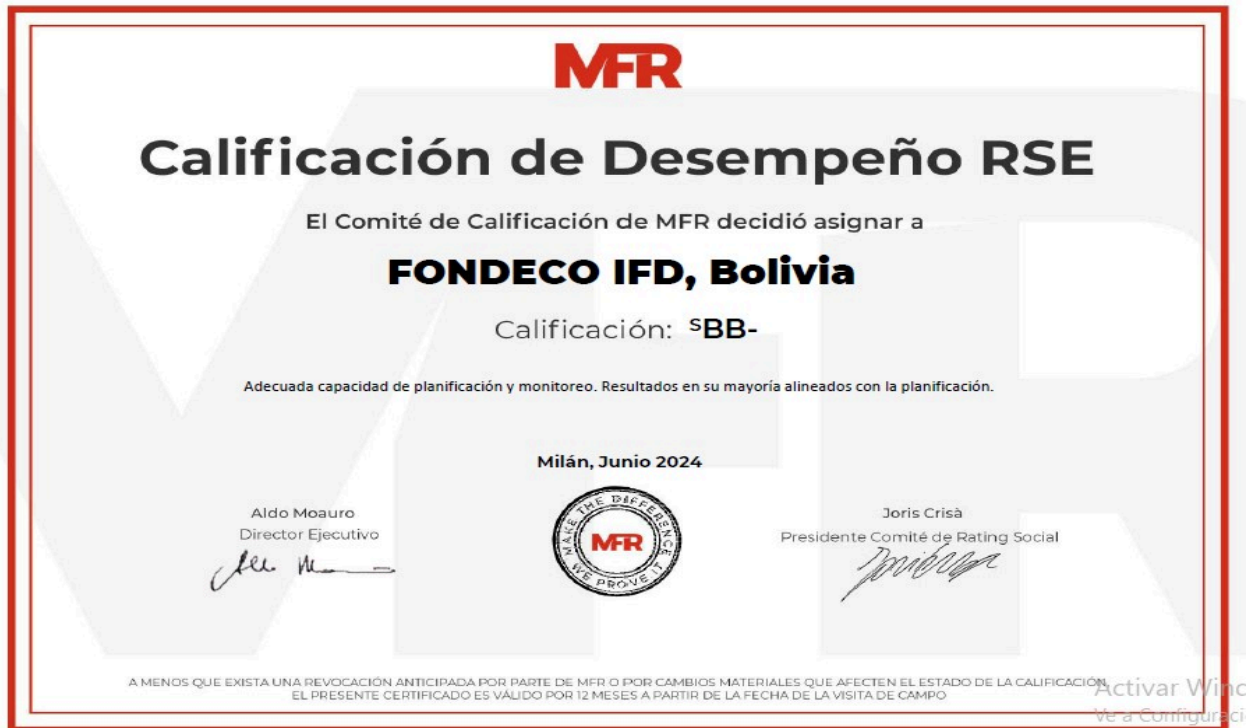 MFR
Calificación de Desempeño RSE
El Comité de Calificación de MFR decidió asignar a
FONDECO IFD, Bolivia
Calificación: ˢBB-
Adecuada capacidad de planificación y monitoreo. Resultados en su mayoría alineados con la planificación.
Milán, Junio 2024
Aldo Moauro
Director Ejecutivo
MAKE THE DIFFERENCE
MFR
WE PROVE IT
Joris Crisà
Presidente Comité de Rating Social
A MENOS QUE EXISTA UNA REVOCACIÓN ANTICIPADA POR PARTE DE MFR O POR CAMBIOS MATERIALES QUE AFECTEN EL ESTADO DE LA CALIFICACIÓN,
EL PRESENTE CERTIFICADO ES VÁLIDO POR 12 MESES A PARTIR DE LA FECHA DE LA VISITA DE CAMPO
Activar Winc
Ve a Configuraci